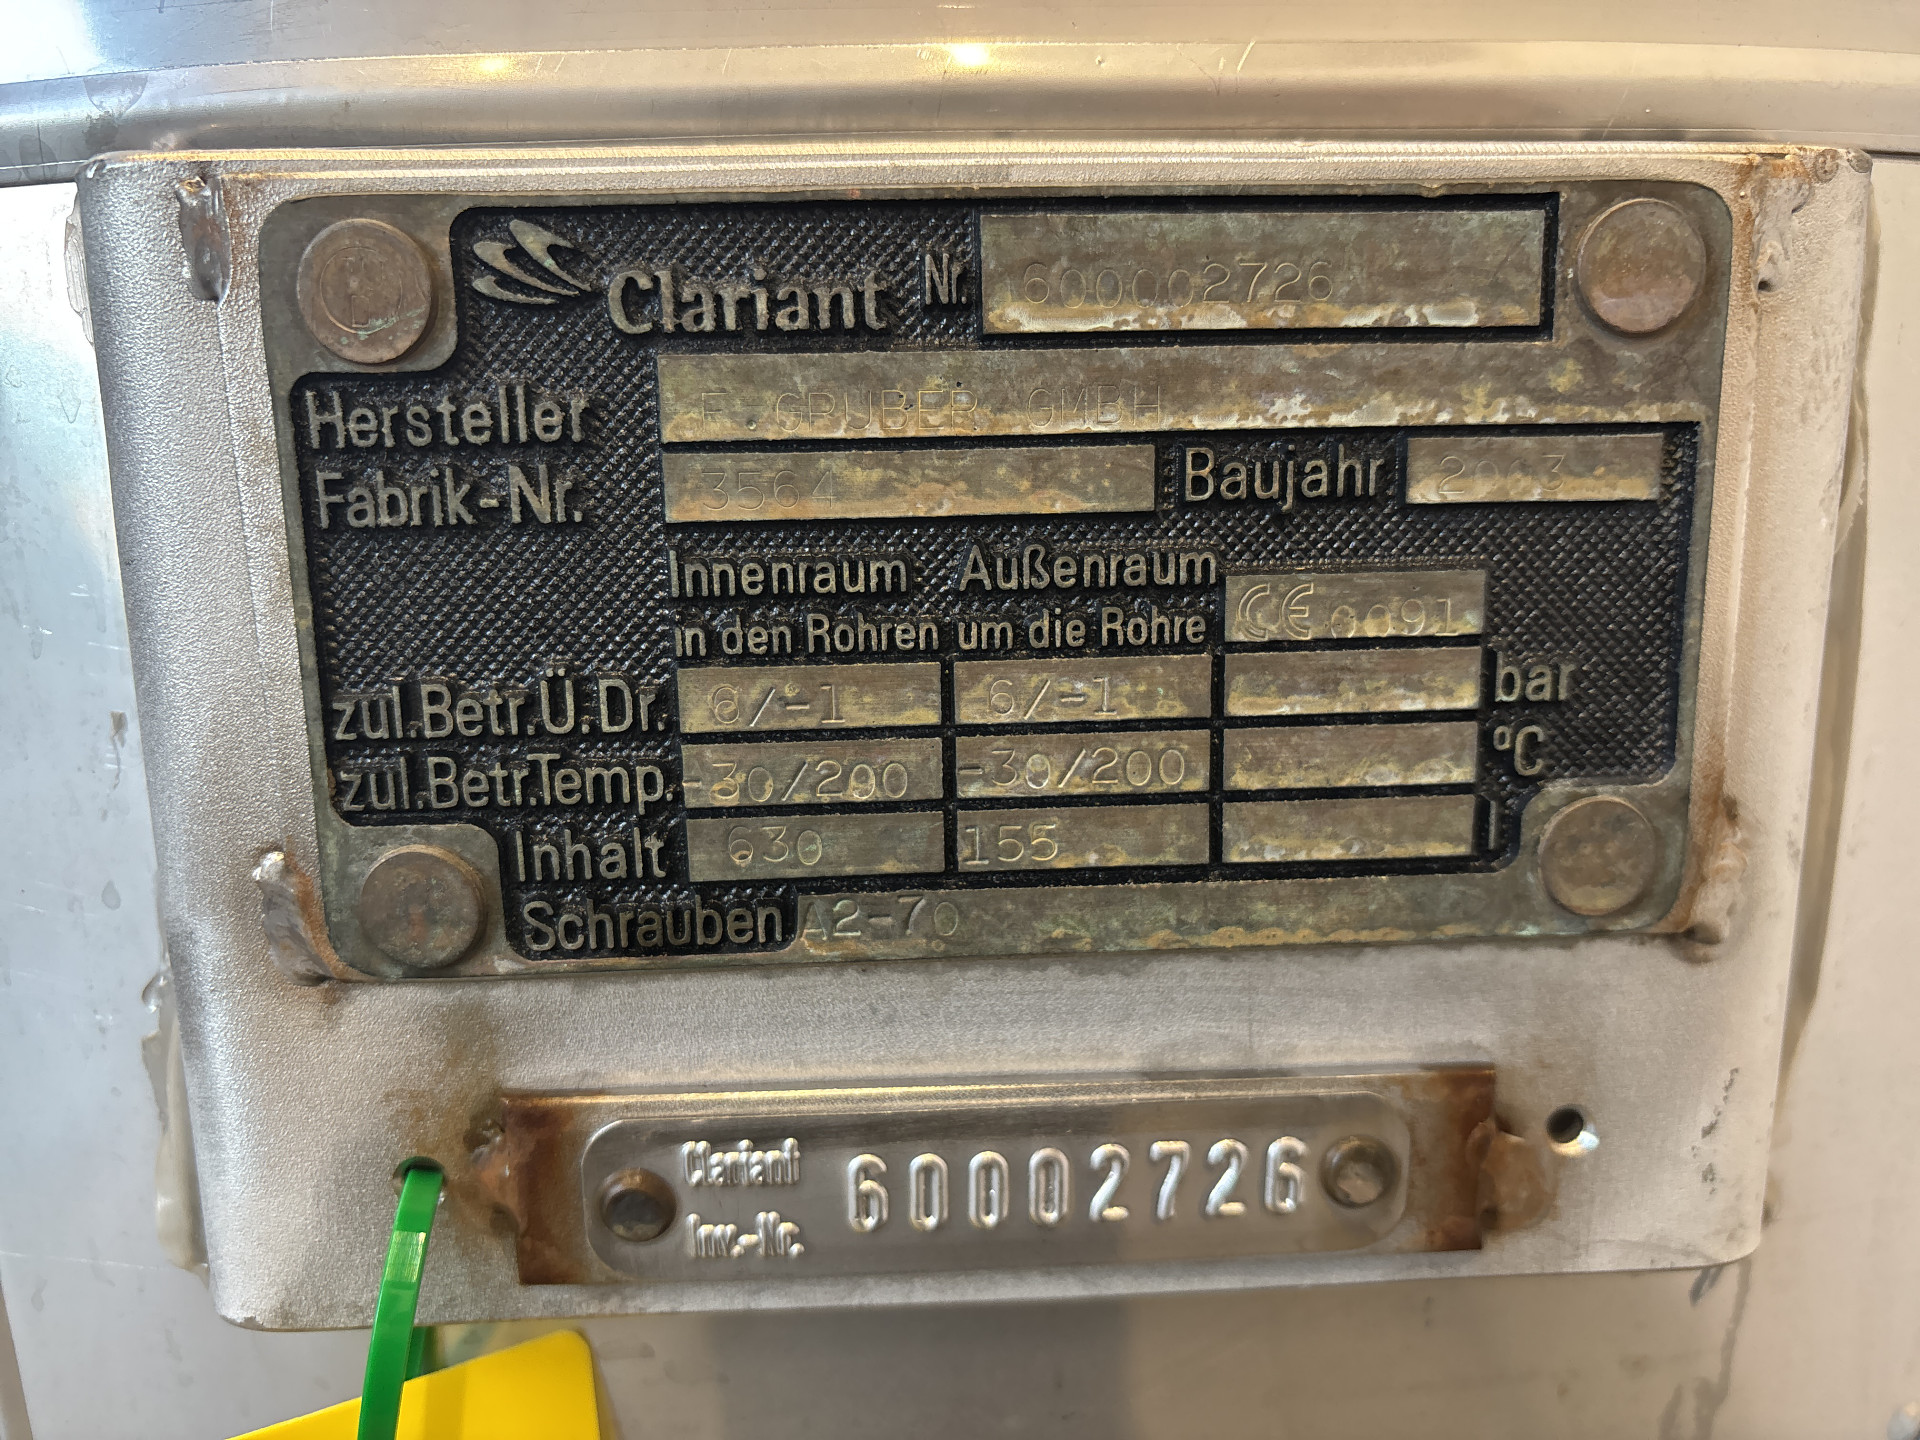 Clariant Nr. 600002726
Hersteller F. GRUBER GMBH
Fabrik-Nr. 3564 Baujahr 2003
Innenraum Außenraum
in den Rohren um die Rohre CE 0091
zul.Betr.Ü.Dr. 6/-1 6/-1 bar
zul.Betr.Temp. -30/200 -30/200 °C
Inhalt 630 155 l
Schrauben A2-70
Clariant
Inv.-Nr. 60002726